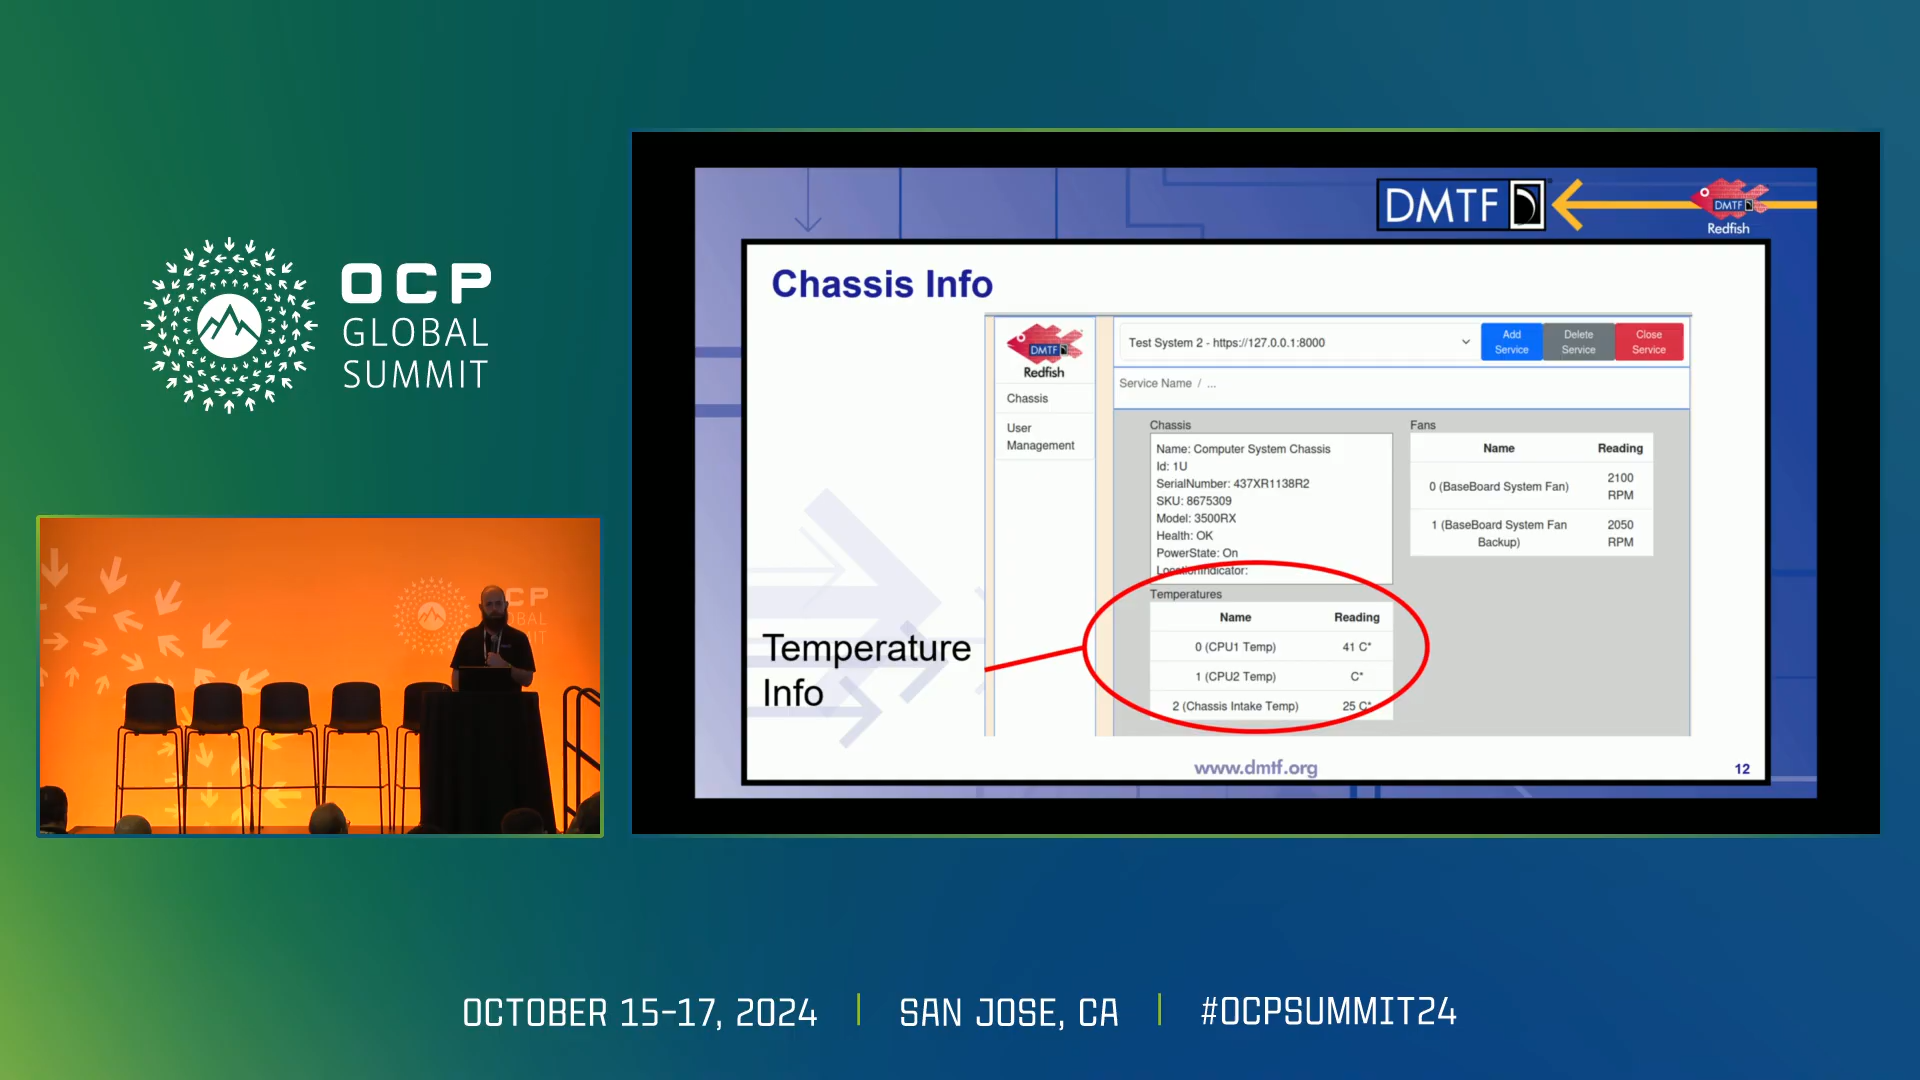 OCP
GLOBAL
SUMMIT
DMTF
DMTF
Redfish
Chassis Info
DMTF
Redfish
Chassis
User
Management
Test System 2 - https://127.0.0.1:8000
Add
Service
Delete
Service
Close
Service
Service Name / ...
Chassis
Name: Computer System Chassis
Id: 1U
SerialNumber: 437XR1138R2
SKU: 8675309
Model: 3500RX
Health: OK
PowerState: On
LocationIndicator:
Fans
Name Reading
0 (BaseBoard System Fan) 2100
RPM
1 (BaseBoard System Fan
Backup) 2050
RPM
Temperatures
Name Reading
0 (CPU1 Temp) 41 C°
1 (CPU2 Temp) C°
2 (Chassis Intake Temp) 25 C°
Temperature
Info
www.dmtf.org
12
OCTOBER 15-17, 2024 | SAN JOSE, CA | #OCPSUMMIT24